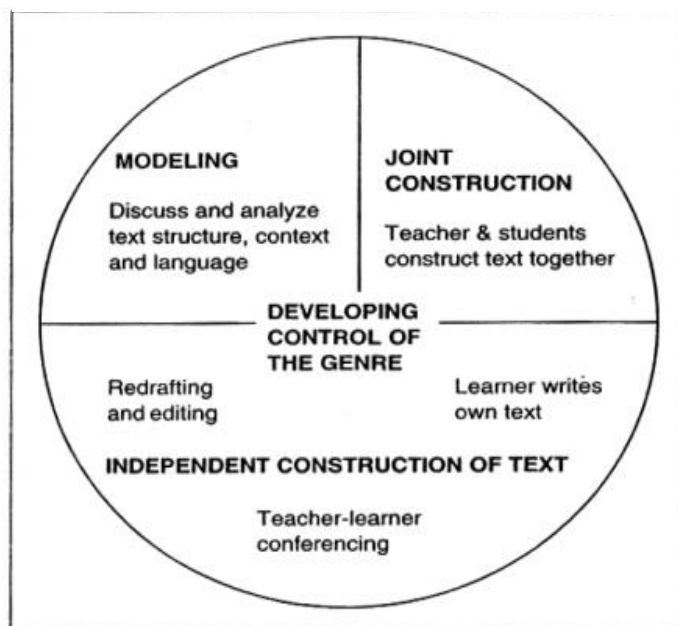 MODELING
Discuss and analyze
text structure, context
and language
JOINT
CONSTRUCTION
Teacher & students
construct text together
DEVELOPING
CONTROL OF
THE GENRE
Redrafting
and editing
Learner writes
own text
INDEPENDENT CONSTRUCTION OF TEXT
Teacher-learner
conferencing